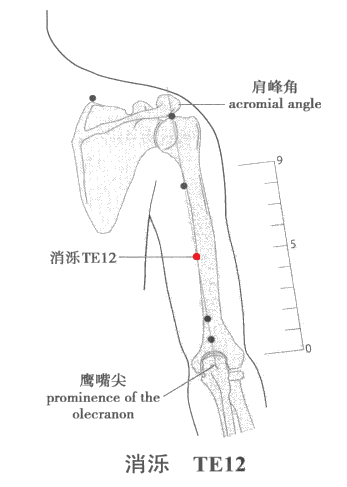 肩峰角
acromial angle
9
消泺TE12
5
0
鹰嘴尖
prominence of the
olecranon
消泺 TE12